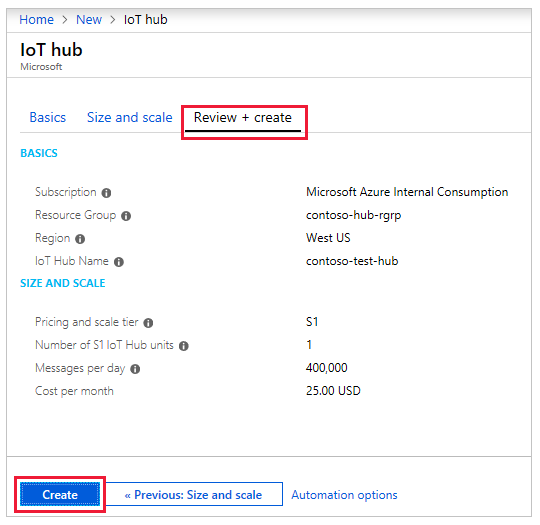 Home > New > IoT hub
IoT hub
Microsoft
Basics Size and scale Review + create
BASICS
Subscription Microsoft Azure Internal Consumption
Resource Group contoso-hub-rgrp
Region West US
IoT Hub Name contoso-test-hub
SIZE AND SCALE
Pricing and scale tier S1
Number of S1 IoT Hub units 1
Messages per day 400,000
Cost per month 25.00 USD
Create « Previous: Size and scale Automation options